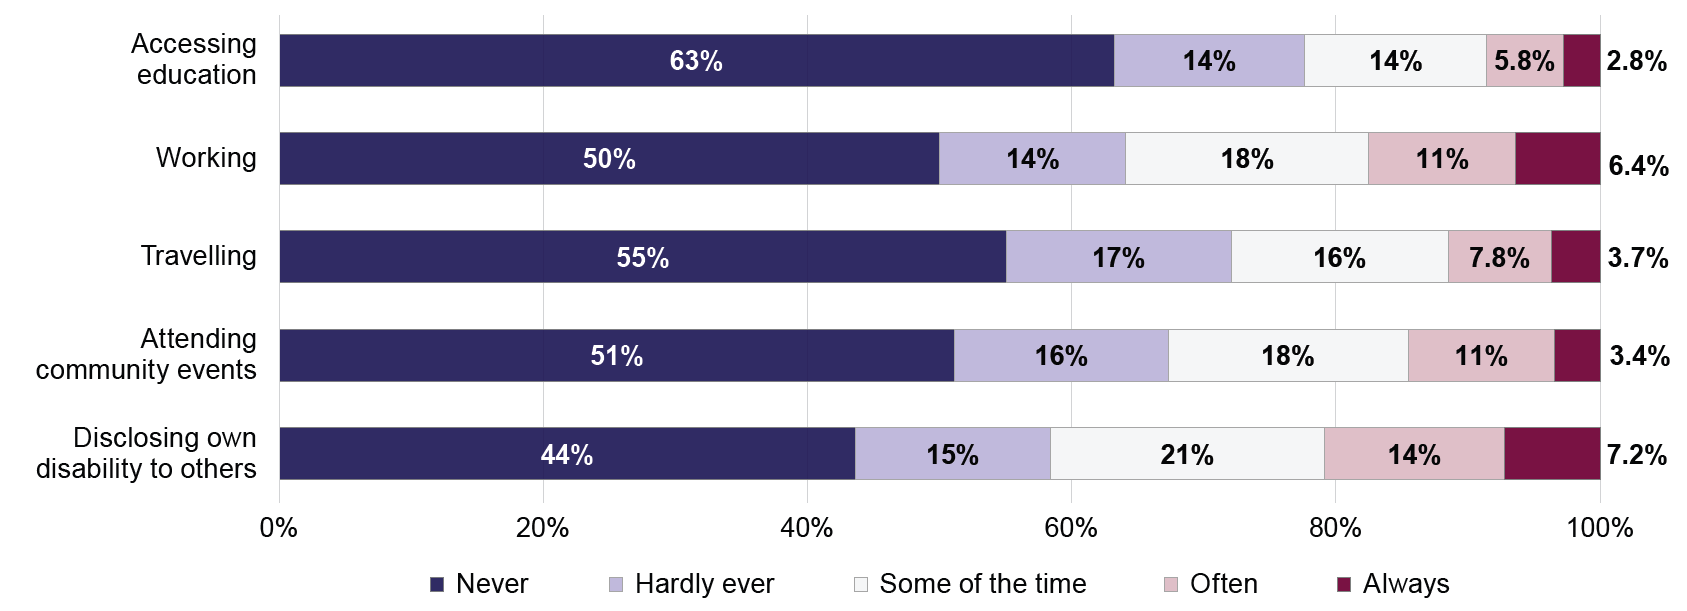 Accessing
education
63% 14% 14% 5.8% 2.8%
Working
50% 14% 18% 11% 6.4%
Travelling
55% 17% 16% 7.8% 3.7%
Attending
community events
51% 16% 18% 11% 3.4%
Disclosing own
disability to others
44% 15% 21% 14% 7.2%
0% 20% 40% 60% 80% 100%
Never Hardly ever Some of the time Often Always